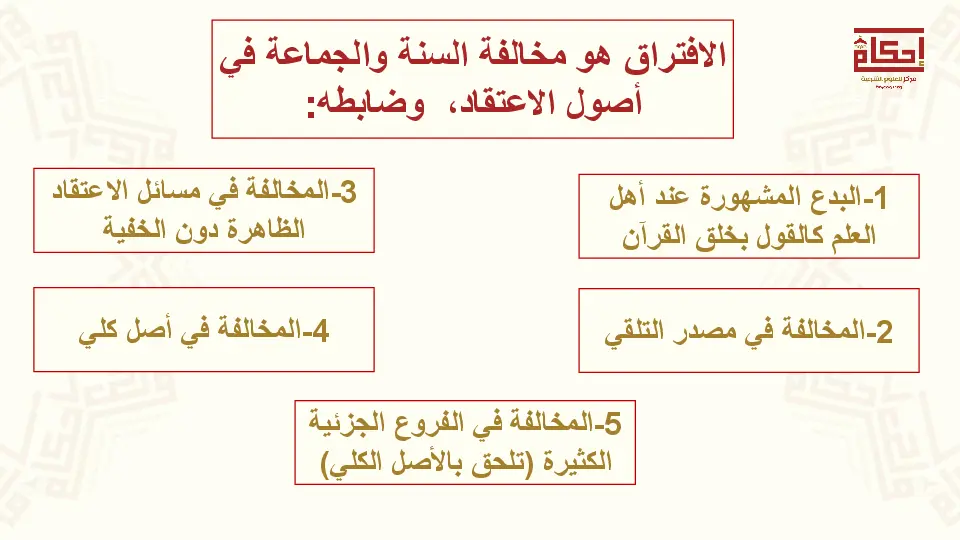 الافتراق هو مخالفة السنة والجماعة في
أصول الاعتقاد، وضابطه:
إحكام
مركز للعلوم الشرعية
1-البدع المشهورة عند أهل
العلم كالقول بخلق القرآن
2-المخالفة في مصدر التلقي
3-المخالفة في مسائل الاعتقاد
الظاهرة دون الخفية
4-المخالفة في أصل كلي
5-المخالفة في الفروع الجزئية
الكثيرة (تلحق بالأصل الكلي)